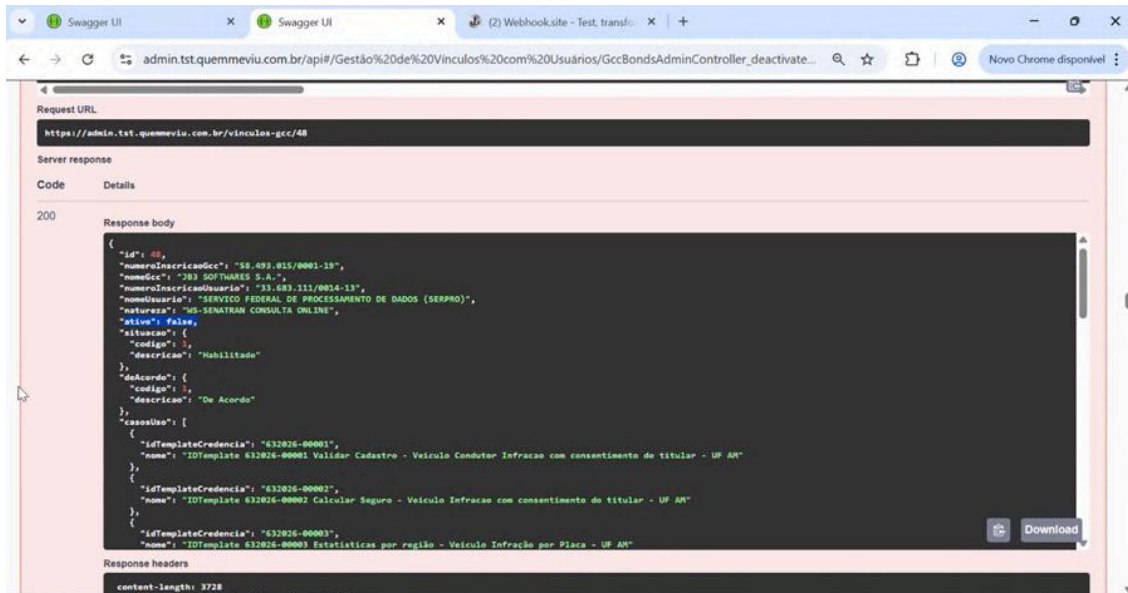 Swagger UI
Swagger UI
(2) Webhook.site - Test, transfo
admin.tst.quemmeviu.com.br/api#/Gestão%20de%20Vínculos%20com%20Usuários/GccBondsAdminController_deactivate...
Novo Chrome disponível
Request URL
https://admin.tst.quemmeviu.com.br/vinculos-gcc/48
Server response
Code Details
200
Response body
{
"id": 48,
"numeroInscricaoGcc": "58.493.015/0001-19",
"nomeGcc": "JB3 SOFTWARES S.A.",
"numeroInscricaoUsuario": "33.683.111/0014-13",
"nomeUsuario": "SERVICO FEDERAL DE PROCESSAMENTO DE DADOS (SERPRO)",
"natureza": "WS-SENATRAN CONSULTA ONLINE",
"ativo": false,
"situacao": {
"codigo": 1,
"descricao": "Habilitado"
},
"deAcordo": {
"codigo": 1,
"descricao": "De Acordo"
},
"casosUso": [
{
"idTemplateCredencia": "632026-00001",
"nome": "IDTemplate 632026-00001 Validar Cadastro - Veiculo Condutor Infracao com consentimento do titular - UF AM"
},
{
"idTemplateCredencia": "632026-00002",
"nome": "IDTemplate 632026-00002 Calcular Seguro - Veiculo Infracao com consentimento do titular - UF AM"
},
{
"idTemplateCredencia": "632026-00003",
"nome": "IDTemplate 632026-00003 Estatisticas por região - Veiculo Infração por Placa - UF AM"
Download
Response headers
content-length: 3728